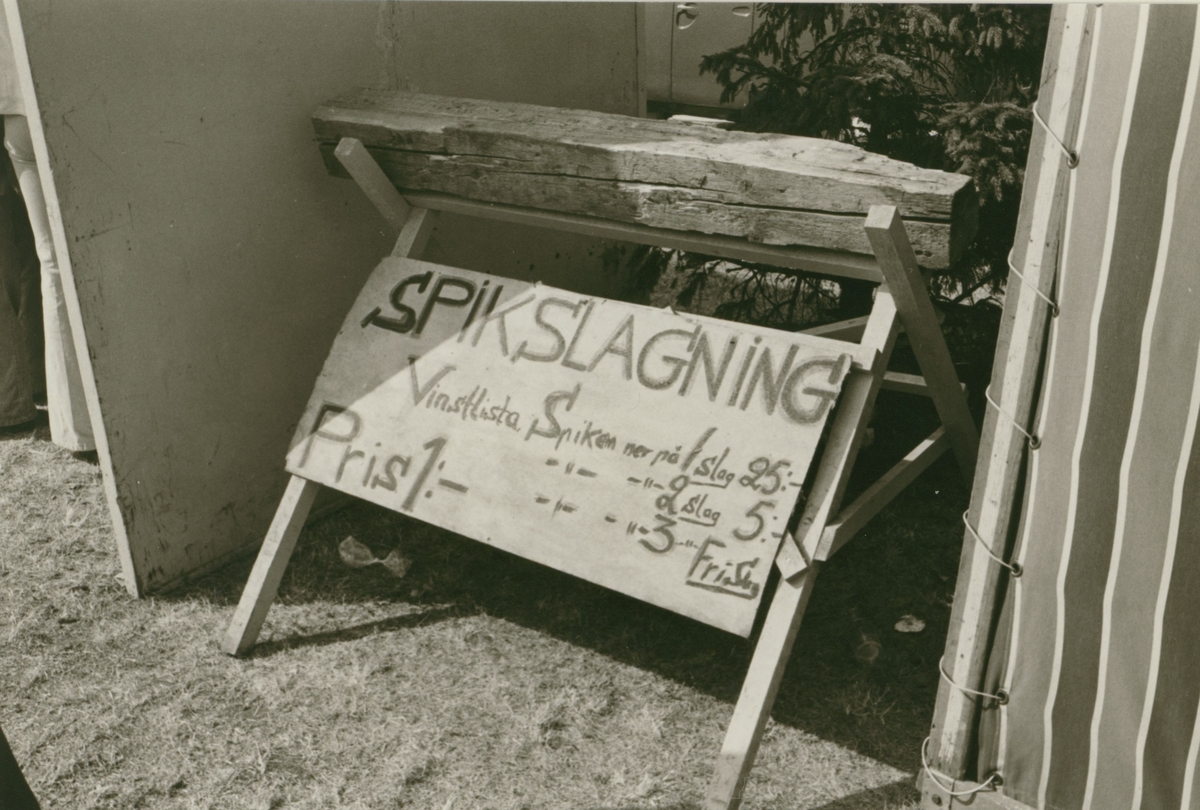 SPIKSLAGNING
Vinstlista, Spiken ner på 1 slag 25:-
Pris 1:- -"- -"- 2 slag 5:-
-"- -"- 3 -"- Frislag